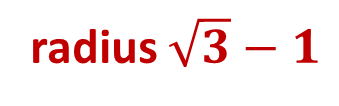 radius √3 − 1